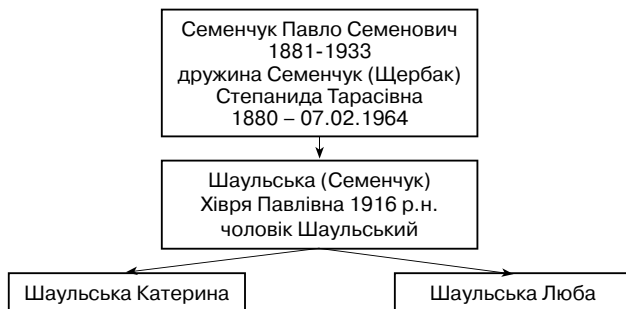 Семенчук Павло Семенович
1881-1933
дружина Семенчук (Щербак)
Степанида Тарасівна
1880 – 07.02.1964
Шаульська (Семенчук)
Хівря Павлівна 1916 р.н.
чоловік Шаульський
Шаульська Катерина
Шаульська Люба